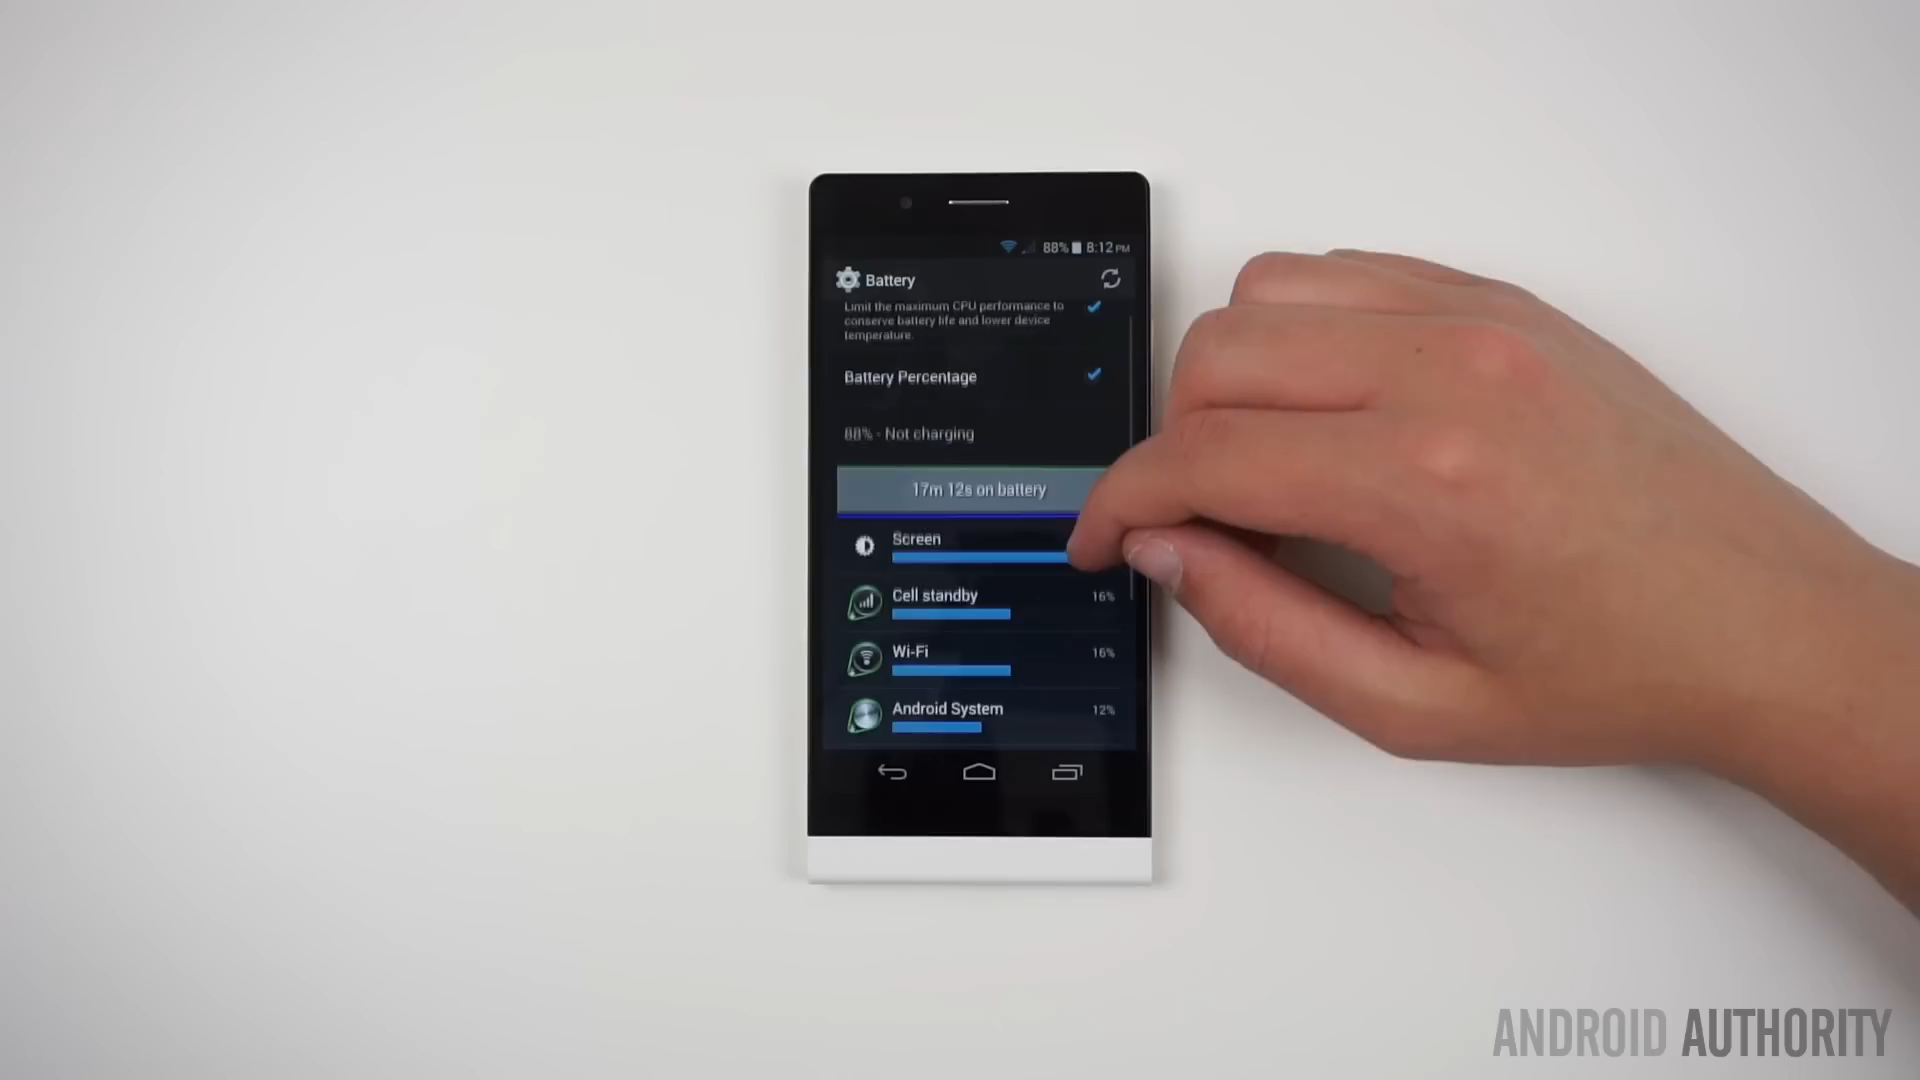 88% 8:12 PM
Battery
Limit the maximum CPU performance to
conserve battery life and lower device
temperature.
Battery Percentage
88% - Not charging
17m 12s on battery
Screen
Cell standby 16%
Wi-Fi 16%
Android System 12%
ANDROID AUTHORITY